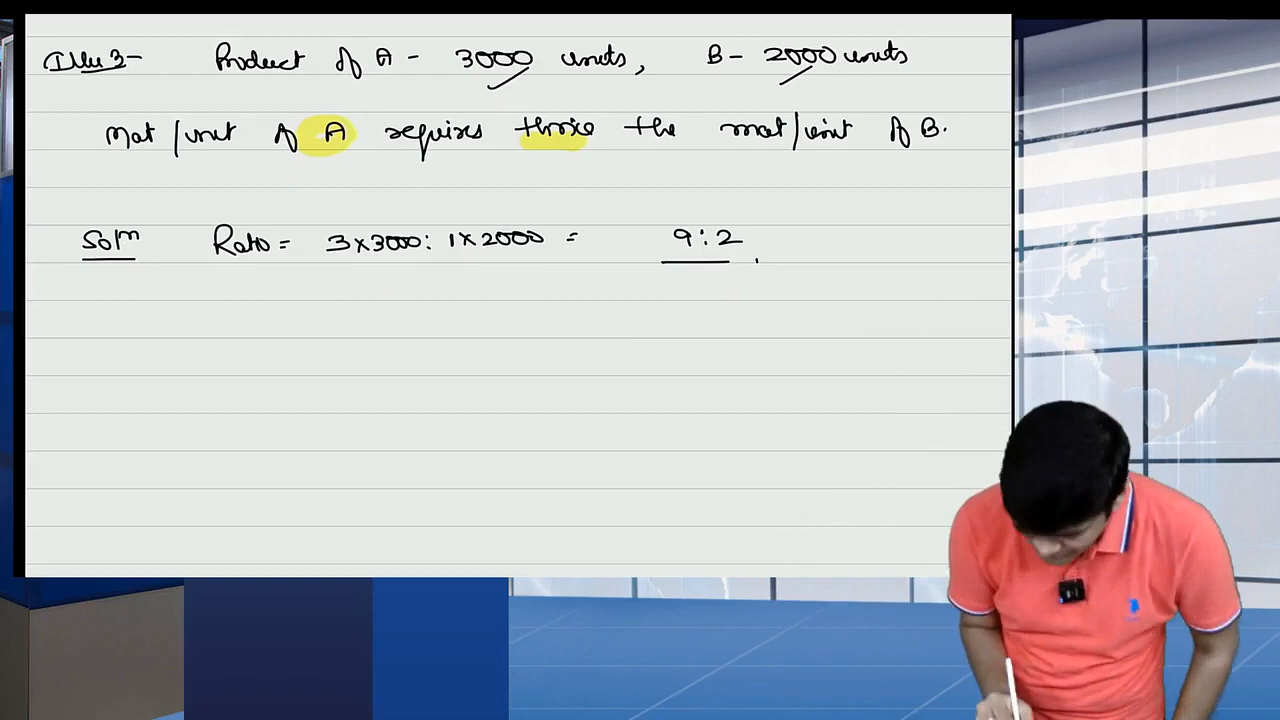 Illu 3- Product of A - 3000 units, B- 2000 units
Mat/unit of A requires thrice the mat/unit of B.
Soln Ratio = 3x3000 : 1x2000 = 9:2